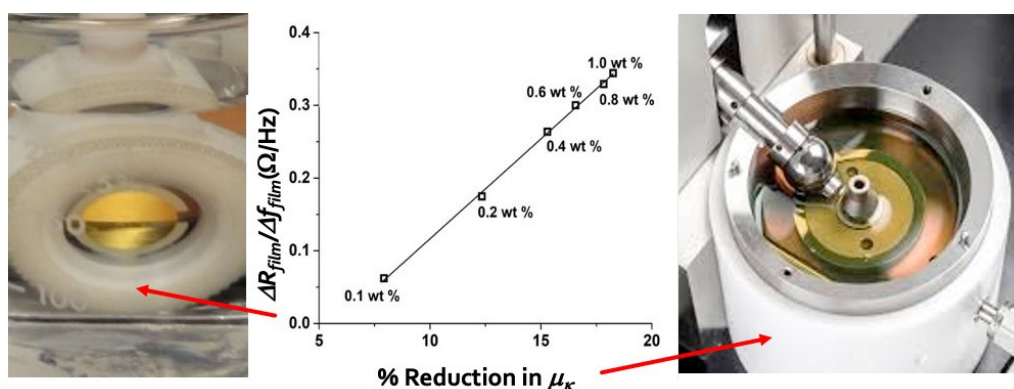 0.4
0.3
0.2
0.1
0.0
ΔR_film/Δf_film(Ω/Hz)
1.0 wt %
0.6 wt %
0.8 wt %
0.4 wt %
0.2 wt %
0.1 wt %
5
10
15
20
% Reduction in μ_K
100